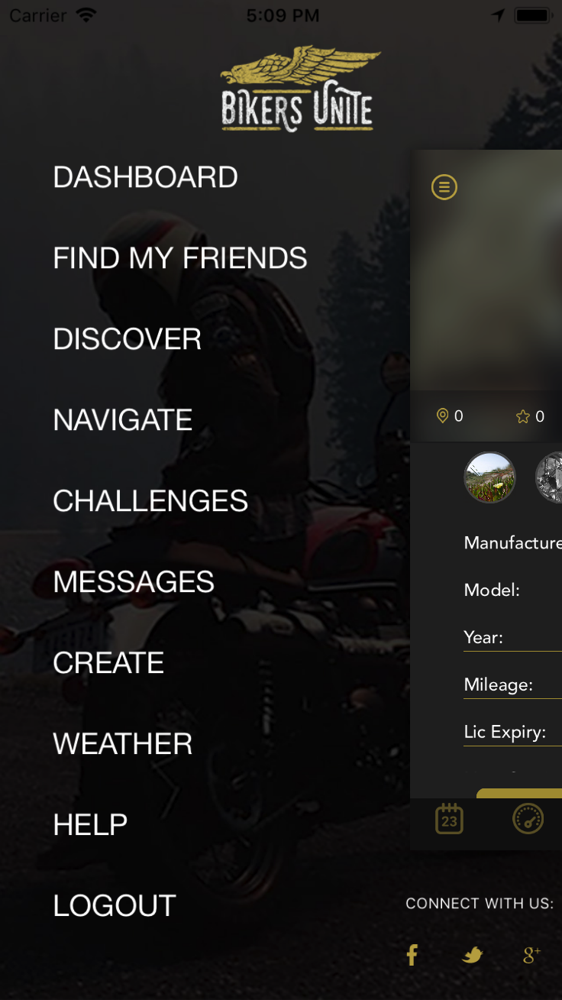 Carrier 5:09 PM
BIKERS UNITE
DASHBOARD
FIND MY FRIENDS
DISCOVER
NAVIGATE
CHALLENGES
MESSAGES
CREATE
WEATHER
HELP
LOGOUT
0 0
Manufacture
Model:
Year:
Mileage:
Lic Expiry:
23
CONNECT WITH US:
f g+